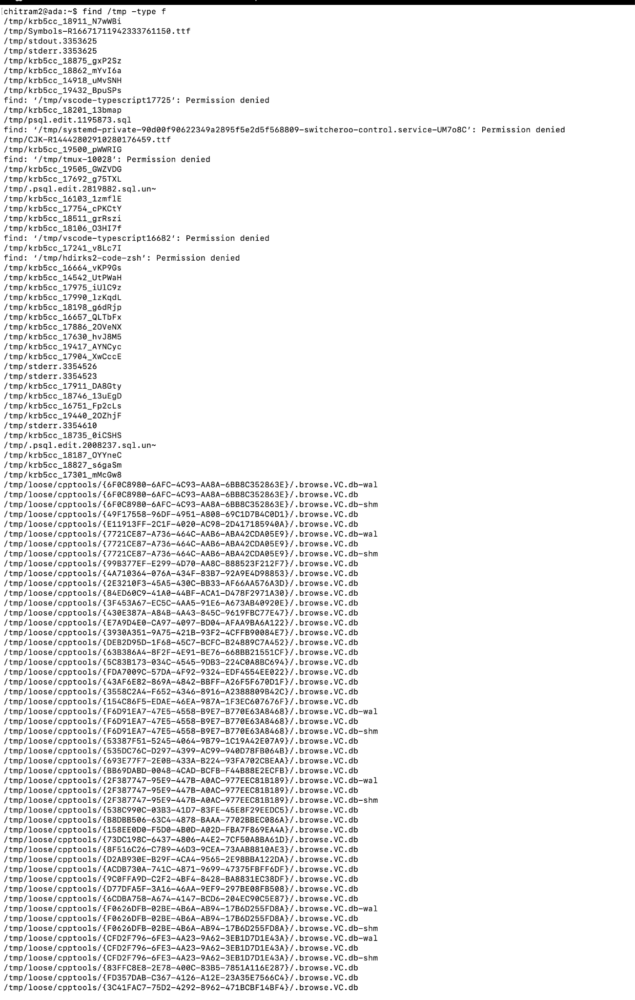 chitram2@ada:~$ find /tmp -type f
/tmp/krb5cc_18911_N7wWBi
/tmp/Symbols-R16671711942333761150.ttf
/tmp/stdout.3353625
/tmp/stderr.3353625
/tmp/krb5cc_18875_gxP2Sz
/tmp/krb5cc_18862_mYvI6a
/tmp/krb5cc_14918_uMvSNH
/tmp/krb5cc_19432_BpuSPs
find: ‘/tmp/vscode-typescript17725’: Permission denied
/tmp/krb5cc_18201_13bmap
/tmp/psql.edit.1195873.sql
find: ‘/tmp/systemd-private-90d00f90622349a2895f5e2d5f568809-switcheroo-control.service-UM7o8C’: Permission denied
/tmp/CJK-R14442802910280176459.ttf
/tmp/krb5cc_19500_pWWRIG
find: ‘/tmp/tmux-10028’: Permission denied
/tmp/krb5cc_19505_GWZVDG
/tmp/krb5cc_17692_g75TXL
/tmp/.psql.edit.2819882.sql.un~
/tmp/krb5cc_16103_1zmflE
/tmp/krb5cc_17754_cPKCtY
/tmp/krb5cc_18511_grRszi
/tmp/krb5cc_18106_O3HI7f
find: ‘/tmp/vscode-typescript16682’: Permission denied
/tmp/krb5cc_17241_v8Lc7I
find: ‘/tmp/hdirks2-code-zsh’: Permission denied
/tmp/krb5cc_16664_vKP9Gs
/tmp/krb5cc_14542_UtPWaH
/tmp/krb5cc_17975_iUlC9z
/tmp/krb5cc_17990_lzKqdL
/tmp/krb5cc_18198_g6dRjp
/tmp/krb5cc_16657_QLTbFx
/tmp/krb5cc_17886_2OVeNX
/tmp/krb5cc_17630_hvJ8M5
/tmp/krb5cc_19417_AYNCyc
/tmp/krb5cc_17904_XwCccE
/tmp/stderr.3354526
/tmp/stderr.3354523
/tmp/krb5cc_17911_DA8Gty
/tmp/krb5cc_18746_13uEgD
/tmp/krb5cc_16751_Fp2cLs
/tmp/krb5cc_19440_2OZhjF
/tmp/stderr.3354610
/tmp/krb5cc_18735_0iCSHS
/tmp/.psql.edit.2008237.sql.un~
/tmp/krb5cc_18187_OYYneC
/tmp/krb5cc_18827_s6gaSm
/tmp/krb5cc_17301_mMcGw8
/tmp/loose/cpptools/{6F0C8980-6AFC-4C93-AA8A-6BB8C352863E}/.browse.VC.db-wal
/tmp/loose/cpptools/{6F0C8980-6AFC-4C93-AA8A-6BB8C352863E}/.browse.VC.db
/tmp/loose/cpptools/{6F0C8980-6AFC-4C93-AA8A-6BB8C352863E}/.browse.VC.db-shm
/tmp/loose/cpptools/{49F17558-96DF-4951-A808-69C1D7B4C0D1}/.browse.VC.db
/tmp/loose/cpptools/{E11913FF-2C1F-4020-AC98-2D417185940A}/.browse.VC.db
/tmp/loose/cpptools/{7721CE87-A736-464C-AAB6-ABA42CDA05E9}/.browse.VC.db-wal
/tmp/loose/cpptools/{7721CE87-A736-464C-AAB6-ABA42CDA05E9}/.browse.VC.db
/tmp/loose/cpptools/{7721CE87-A736-464C-AAB6-ABA42CDA05E9}/.browse.VC.db-shm
/tmp/loose/cpptools/{99B377EF-E299-4D70-AA8C-888523F212F7}/.browse.VC.db
/tmp/loose/cpptools/{4A710364-076A-434F-83B7-92A9E4D98853}/.browse.VC.db
/tmp/loose/cpptools/{2E3210F3-45A5-430C-BB33-AF66AA576A3D}/.browse.VC.db
/tmp/loose/cpptools/{84ED60C9-41A0-44BF-ACA1-D478F2971A30}/.browse.VC.db
/tmp/loose/cpptools/{3F453A67-EC5C-4AA5-91E6-A673AB40920E}/.browse.VC.db
/tmp/loose/cpptools/{430E387A-A84B-4A43-845C-9619FBC77E47}/.browse.VC.db
/tmp/loose/cpptools/{E7A9D4E0-CA97-4097-BD04-AFAA9BA6A122}/.browse.VC.db
/tmp/loose/cpptools/{3930A351-9A75-421B-93F2-4CFFB90084E7}/.browse.VC.db
/tmp/loose/cpptools/{DEB2D95D-1F68-45C7-BCFC-B24889C7A452}/.browse.VC.db
/tmp/loose/cpptools/{63B386A4-8F2F-4E91-BE76-668BB21551CF}/.browse.VC.db
/tmp/loose/cpptools/{5C83B173-034C-4545-9DB3-224C0A8BC694}/.browse.VC.db
/tmp/loose/cpptools/{FDA7009C-57DA-4F92-9324-EDF4554EE022}/.browse.VC.db
/tmp/loose/cpptools/{43AF6E82-869A-4842-BBFF-A26F5F670D1F}/.browse.VC.db
/tmp/loose/cpptools/{3558C2A4-F652-4346-8916-A2388809B42C}/.browse.VC.db
/tmp/loose/cpptools/{154C86F5-EDAE-46EA-987A-1F3EC607676F}/.browse.VC.db
/tmp/loose/cpptools/{F6D91EA7-47E5-4558-B9E7-B770E63A8468}/.browse.VC.db-wal
/tmp/loose/cpptools/{F6D91EA7-47E5-4558-B9E7-B770E63A8468}/.browse.VC.db
/tmp/loose/cpptools/{F6D91EA7-47E5-4558-B9E7-B770E63A8468}/.browse.VC.db-shm
/tmp/loose/cpptools/{53387F51-5245-4064-9B79-1C19A42E07A9}/.browse.VC.db
/tmp/loose/cpptools/{535DC76C-D297-4399-AC99-940D78FB064B}/.browse.VC.db
/tmp/loose/cpptools/{693E77F7-2E0B-433A-B224-93FA702CBEAA}/.browse.VC.db
/tmp/loose/cpptools/{BB69DABD-0048-4CAD-BCFB-F44B88E2ECFB}/.browse.VC.db
/tmp/loose/cpptools/{2F387747-95E9-447B-A0AC-977EEC81B189}/.browse.VC.db-wal
/tmp/loose/cpptools/{2F387747-95E9-447B-A0AC-977EEC81B189}/.browse.VC.db
/tmp/loose/cpptools/{2F387747-95E9-447B-A0AC-977EEC81B189}/.browse.VC.db-shm
/tmp/loose/cpptools/{538C990C-03B3-41D7-83FE-45E8F29EEDC5}/.browse.VC.db
/tmp/loose/cpptools/{B8DBB506-63C4-4878-BAAA-7702BBEC086A}/.browse.VC.db
/tmp/loose/cpptools/{158EE0D0-F5D0-4B0D-A02D-FBA7F869EA4A}/.browse.VC.db
/tmp/loose/cpptools/{73DC198C-6437-4806-A4E2-7CF50A8BA61D}/.browse.VC.db
/tmp/loose/cpptools/{8F516C26-C789-46D3-9CEA-73AAB8810AE3}/.browse.VC.db
/tmp/loose/cpptools/{D2AB930E-B29F-4CA4-9565-2E98BBA122DA}/.browse.VC.db
/tmp/loose/cpptools/{ACDB730A-741C-4871-9699-47375FBFF6DF}/.browse.VC.db
/tmp/loose/cpptools/{9C0FFA9D-C2F2-4BF4-8428-BA8831EC38DF}/.browse.VC.db
/tmp/loose/cpptools/{D77DFA5F-3A16-46AA-9EF9-297BE08FB508}/.browse.VC.db
/tmp/loose/cpptools/{6CDBA758-A674-4147-BCD6-204EC90C5E87}/.browse.VC.db
/tmp/loose/cpptools/{F0626DFB-02BE-4B6A-AB94-17B6D255FD8A}/.browse.VC.db-wal
/tmp/loose/cpptools/{F0626DFB-02BE-4B6A-AB94-17B6D255FD8A}/.browse.VC.db
/tmp/loose/cpptools/{F0626DFB-02BE-4B6A-AB94-17B6D255FD8A}/.browse.VC.db-shm
/tmp/loose/cpptools/{CFD2F796-6FE3-4A23-9A62-3EB1D7D1E43A}/.browse.VC.db-wal
/tmp/loose/cpptools/{CFD2F796-6FE3-4A23-9A62-3EB1D7D1E43A}/.browse.VC.db
/tmp/loose/cpptools/{CFD2F796-6FE3-4A23-9A62-3EB1D7D1E43A}/.browse.VC.db-shm
/tmp/loose/cpptools/{83FFC8E8-2E78-400C-83B5-7851A116E287}/.browse.VC.db
/tmp/loose/cpptools/{FD357DAB-C367-4126-A12E-23A35E7566C4}/.browse.VC.db
/tmp/loose/cpptools/{3C41FAC7-75D2-4292-8962-471BCBF14BF4}/.browse.VC.db